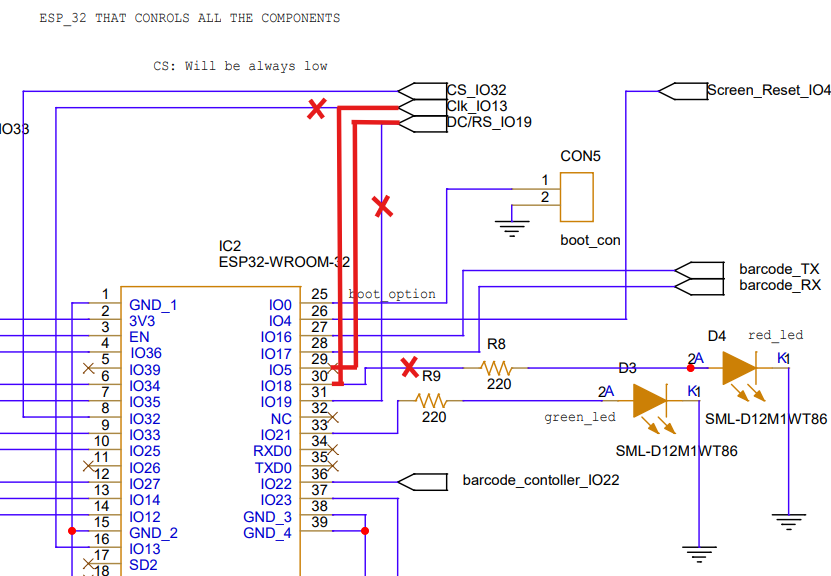 ESP_32 THAT CONROLS ALL THE COMPONENTS
CS: Will be always low
CS_IO32
Clk_IO13
DC/RS_IO19
Screen_Reset_IO4
IO33
CON5
1
2
boot_con
IC2
ESP32-WROOM-32
boot_option
barcode_TX
barcode_RX
1 GND_1
2 3V3
3 EN
4 IO36
5 IO39
6 IO34
7 IO35
8 IO32
9 IO33
10 IO25
11 IO26
12 IO27
13 IO14
14 IO12
15 GND_2
16 IO13
17 SD2
18
IO0 25
IO4 26
IO16 27
IO17 28
IO5 29
IO18 30
IO19 31
NC 32
IO21 33
RXD0 34
TXD0 35
IO22 36
IO23 37
GND_3 38
GND_4 39
R8
220
R9
220
D4
red_led
2 A
K 1
SML-D12M1WT86
D3
2 A
K 1
green_led
SML-D12M1WT86
barcode_contoller_IO22